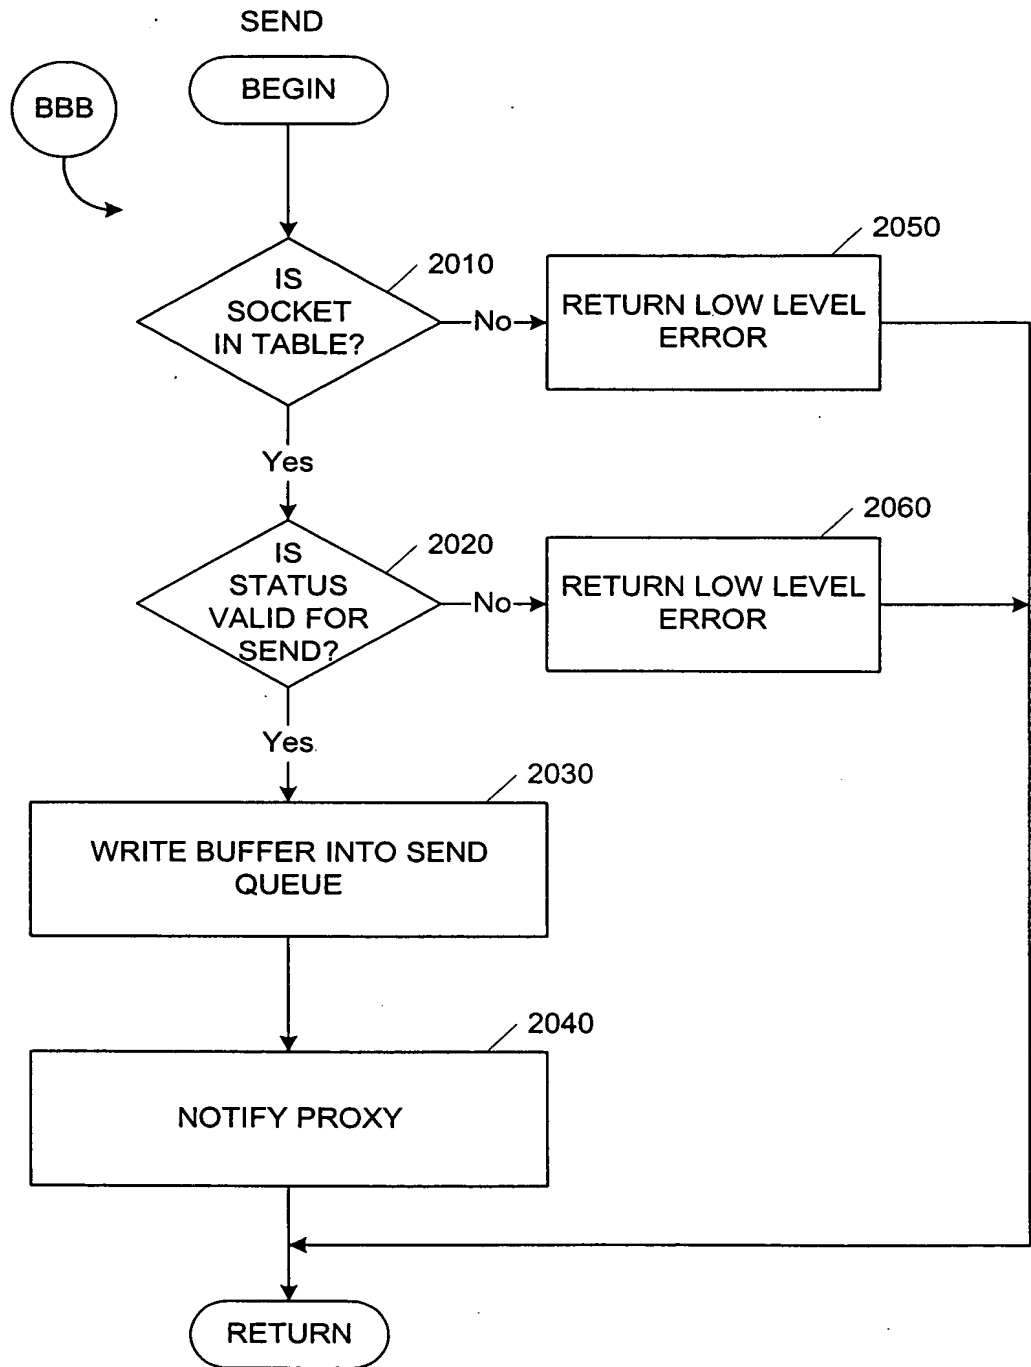 SEND
BBB
BEGIN
2010
IS
SOCKET
IN TABLE?
No
2050
RETURN LOW LEVEL
ERROR
Yes
2020
IS
STATUS
VALID FOR
SEND?
No
2060
RETURN LOW LEVEL
ERROR
Yes
2030
WRITE BUFFER INTO SEND
QUEUE
2040
NOTIFY PROXY
RETURN